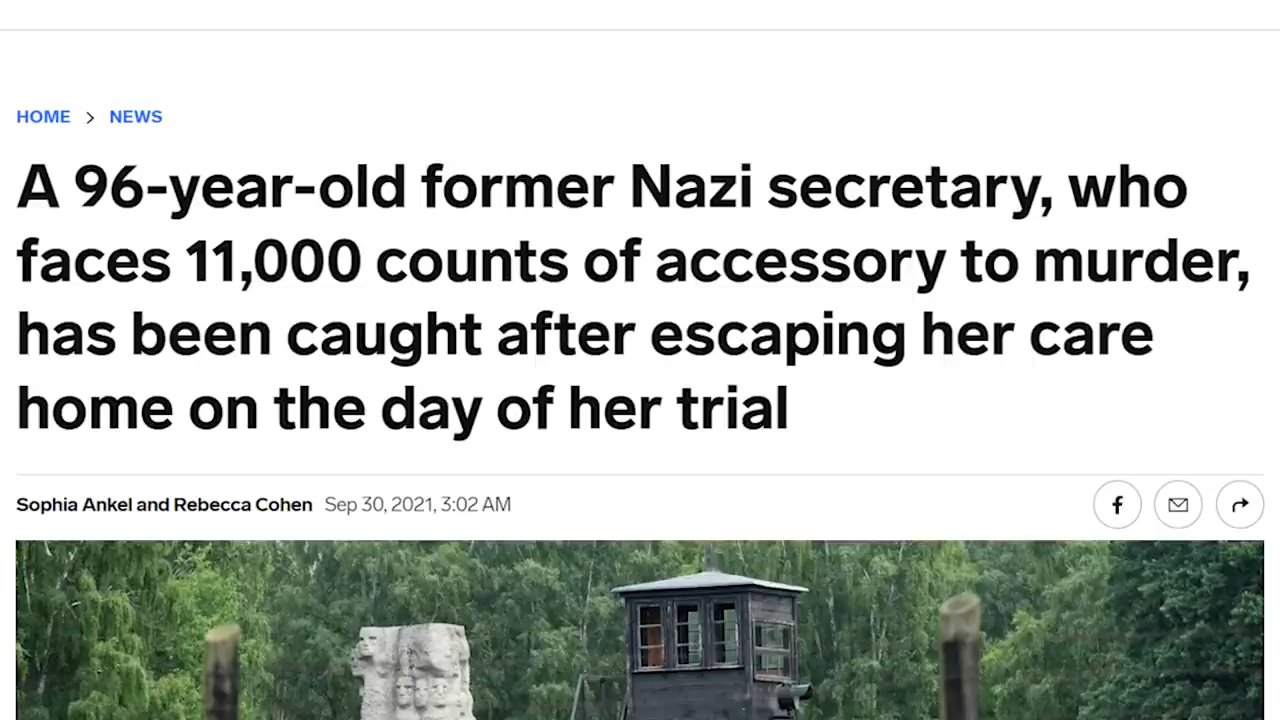 HOME > NEWS
A 96-year-old former Nazi secretary, who
faces 11,000 counts of accessory to murder,
has been caught after escaping her care
home on the day of her trial
Sophia Ankel and Rebecca Cohen Sep 30, 2021, 3:02 AM